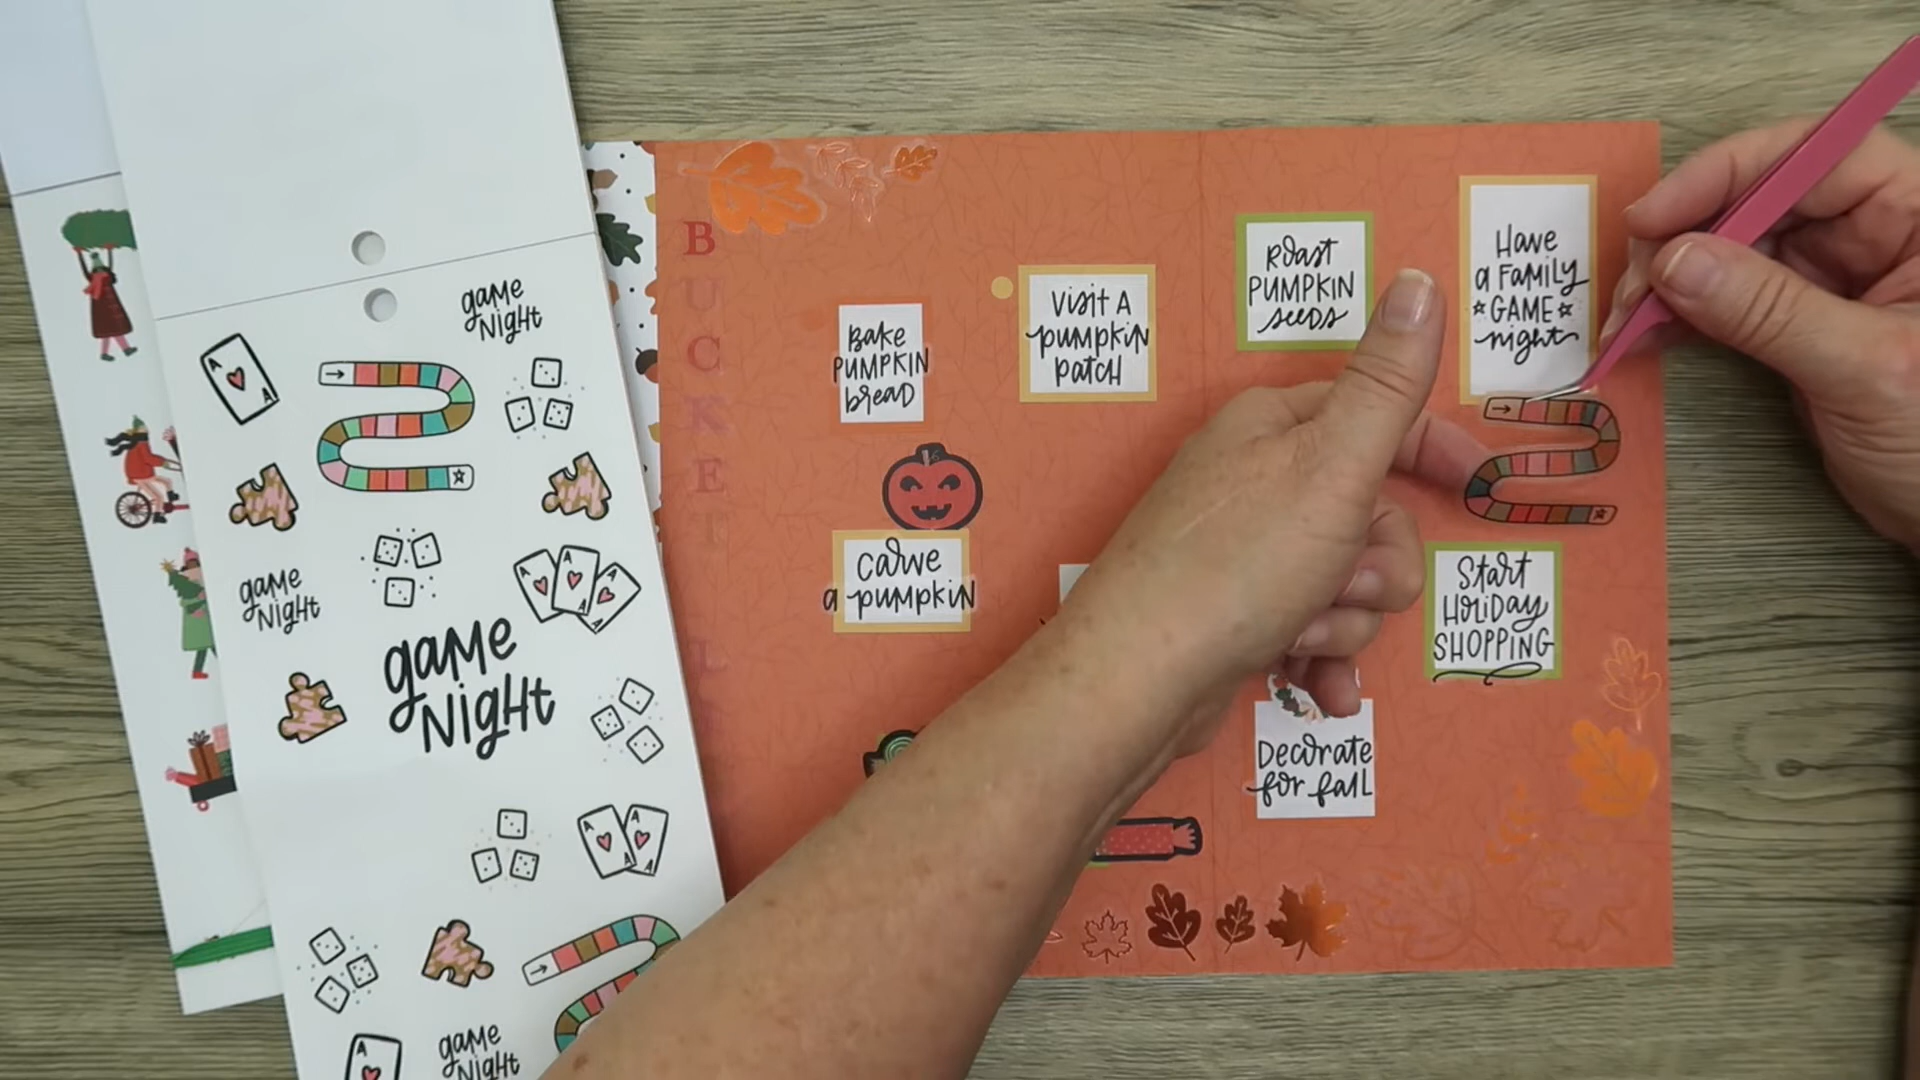 game
Night
game
Night
game
Night
game
Night
A
A
A
A
A
A
A
A
A
A
B
U
C
K
E
T
L
Bake
PUMPKIN
bread
Visit A
pumpkin
patch
Roast
PUMPKIN
seeds
Have
a Family
☆GAME☆
night
Carve
a pumpkin
Start
HoliDay
SHOPPING
Decorate
for fall